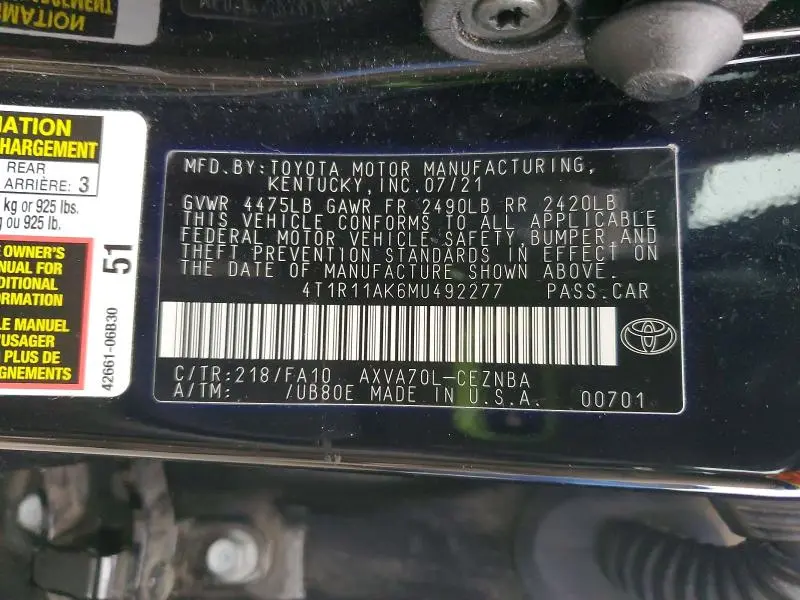 MATION
HARGEMENT
REAR
ARRIÈRE: 3
kg or 925 lbs.
g ou 925 lb.
OWNER'S
NUAL FOR
DITIONAL
ORMATION
LE MANUEL
'USAGER
PLUS DE
GNEMENTS
51
42661-06B30
MFD.BY:TOYOTA MOTOR MANUFACTURING,
KENTUCKY,INC.07/21
GVWR 4475LB GAWR FR 2490LB RR 2420LB
THIS VEHICLE CONFORMS TO ALL APPLICABLE
FEDERAL MOTOR VEHICLE SAFETY,BUMPER,AND
THEFT PREVENTION STANDARDS IN EFFECT ON
THE DATE OF MANUFACTURE SHOWN ABOVE.
4T1R11AK6MU492277 PASS.CAR
C/TR:218/FA10 AXVA70L-CEZNBA
A/TM: /UB80E MADE IN U.S.A. 00701